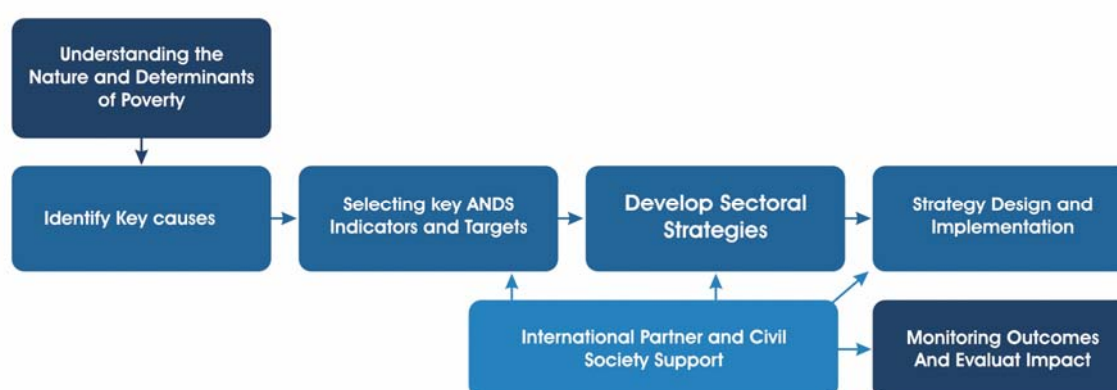 Understanding the
Nature and Determinants
of Poverty
Identify Key causes
Selecting key ANDS
Indicators and Targets
Develop Sectoral
Strategies
Strategy Design and
Implementation
International Partner and Civil
Society Support
Monitoring Outcomes
And Evaluat Impact